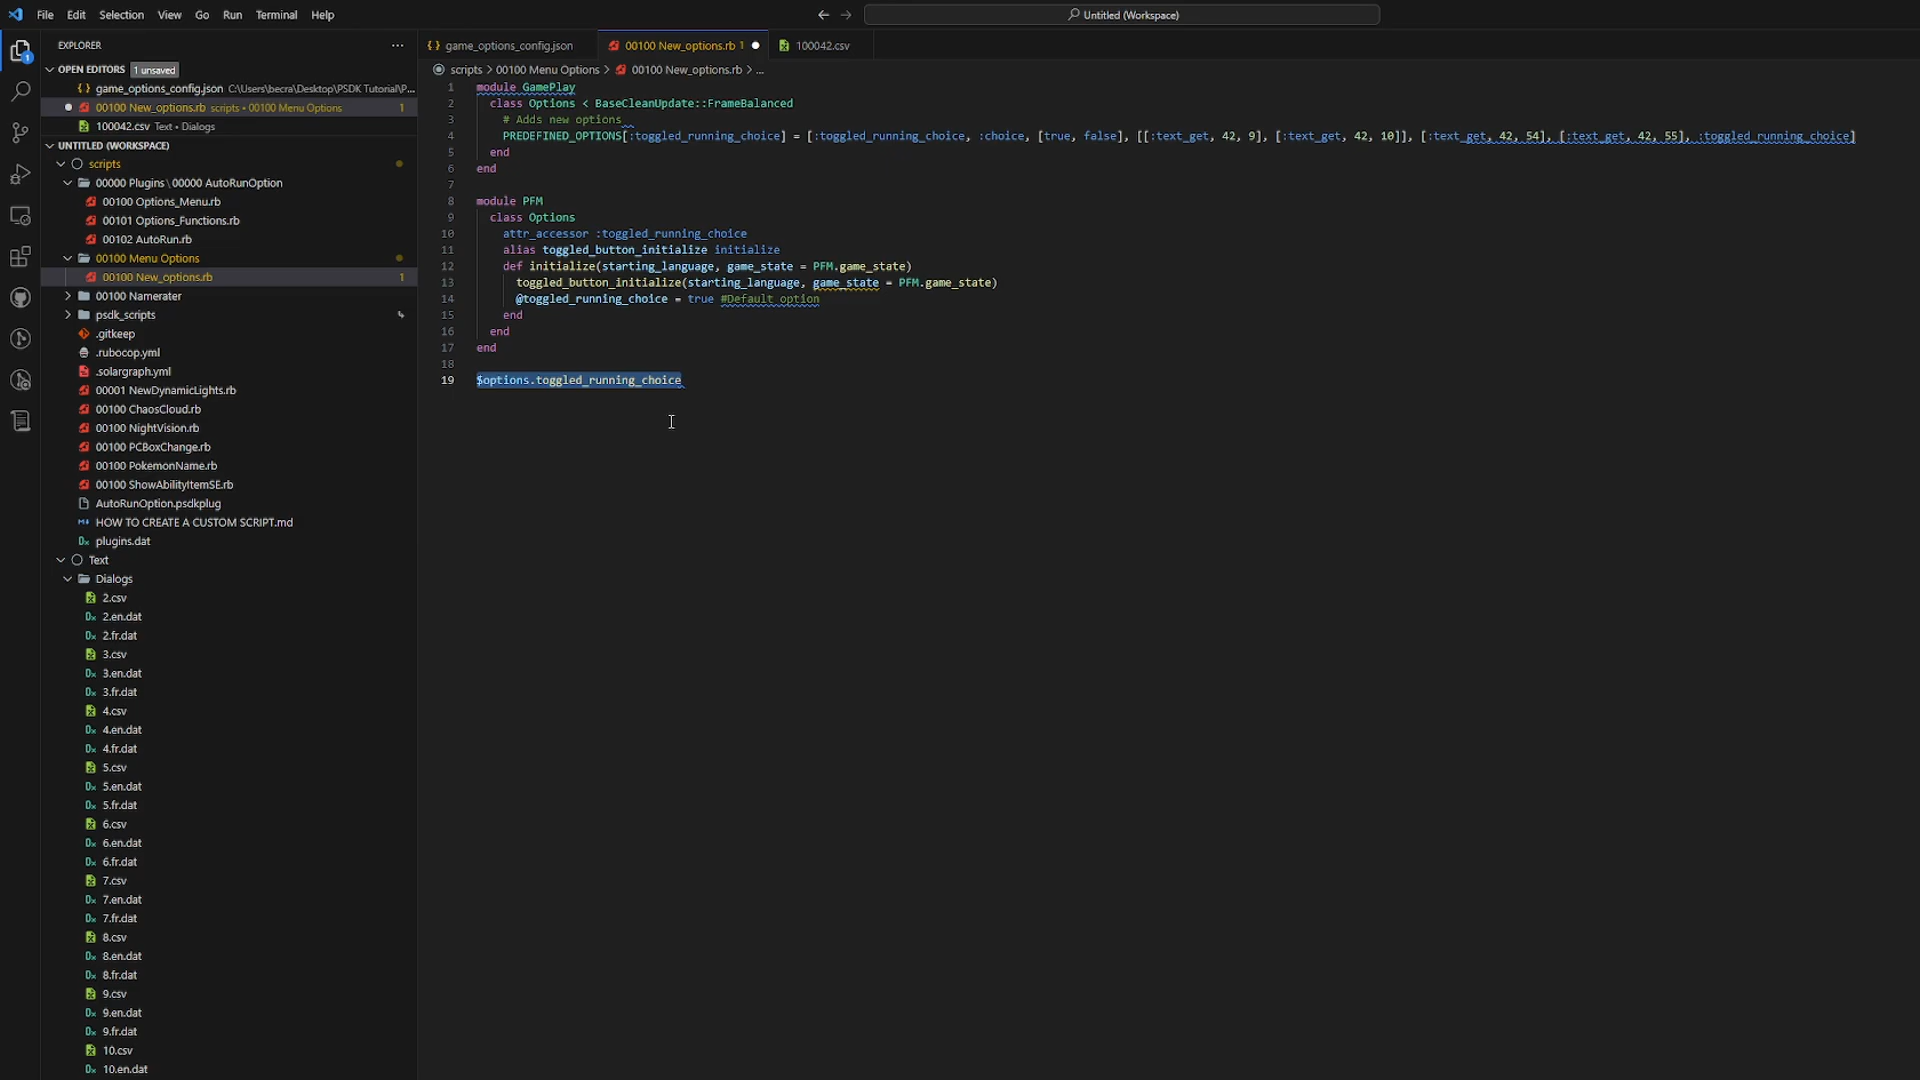 File Edit Selection View Go Run Terminal Help
Untitled (Workspace)
EXPLORER
OPEN EDITORS 1 unsaved
game_options_config.json C:\Users\becra\Desktop\PSDK Tutorial\P...
00100 New_options.rb scripts • 00100 Menu Options 1
100042.csv Text • Dialogs
UNTITLED (WORKSPACE)
scripts
00000 Plugins \ 00000 AutoRunOption
00100 Options_Menu.rb
00101 Options_Functions.rb
00102 AutoRun.rb
00100 Menu Options
00100 New_options.rb 1
00100 Namerater
psdk_scripts
.gitkeep
.rubocop.yml
.solargraph.yml
00001 NewDynamicLights.rb
00100 ChaosCloud.rb
00100 NightVision.rb
00100 PCBoxChange.rb
00100 PokemonName.rb
00100 ShowAbilityItemSE.rb
AutoRunOption.psdkplug
HOW TO CREATE A CUSTOM SCRIPT.md
plugins.dat
Text
Dialogs
2.csv
2.en.dat
2.fr.dat
3.csv
3.en.dat
3.fr.dat
4.csv
4.en.dat
4.fr.dat
5.csv
5.en.dat
5.fr.dat
6.csv
6.en.dat
6.fr.dat
7.csv
7.en.dat
7.fr.dat
8.csv
8.en.dat
8.fr.dat
9.csv
9.en.dat
9.fr.dat
10.csv
10.en.dat
game_options_config.json 00100 New_options.rb 1 100042.csv
scripts > 00100 Menu Options > 00100 New_options.rb > ...
1 module GamePlay
2 class Options < BaseCleanUpdate::FrameBalanced
3 # Adds new options
4 PREDEFINED_OPTIONS[:toggled_running_choice] = [:toggled_running_choice, :choice, [true, false], [[:text_get, 42, 9], [:text_get, 42, 10]], [:text_get, 42, 54], [:text_get, 42, 55], :toggled_running_choice]
5 end
6 end
7
8 module PFM
9 class Options
10 attr_accessor :toggled_running_choice
11 alias toggled_button_initialize initialize
12 def initialize(starting_language, game_state = PFM.game_state)
13 toggled_button_initialize(starting_language, game_state = PFM.game_state)
14 @toggled_running_choice = true #Default option
15 end
16 end
17 end
18
19 $options.toggled_running_choice